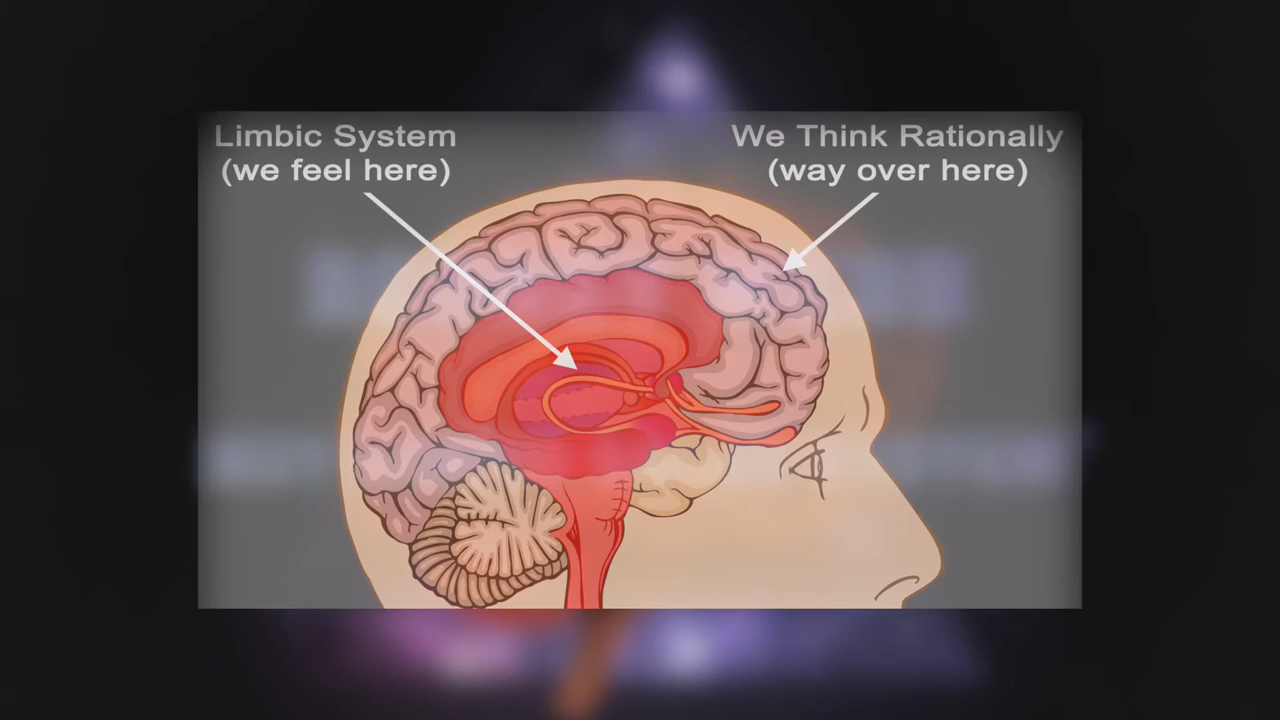 Limbic System
(we feel here)
We Think Rationally
(way over here)